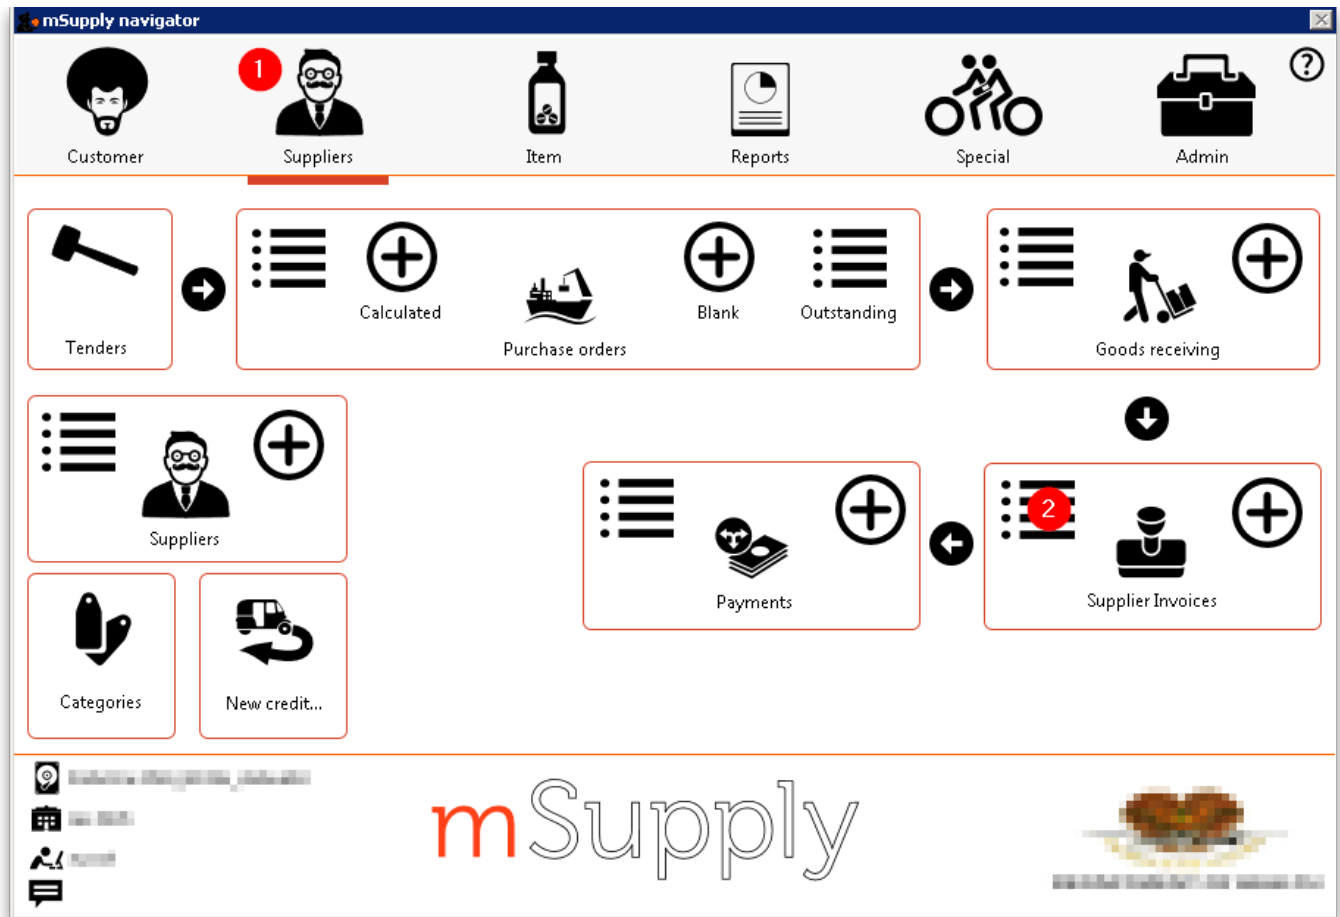 mSupply navigator
1
?
Customer
Suppliers
Item
Reports
Special
Admin
Tenders
Calculated
Blank
Outstanding
Purchase orders
Goods receiving
Suppliers
Payments
2
Supplier Invoices
Categories
New credit...
mSupply